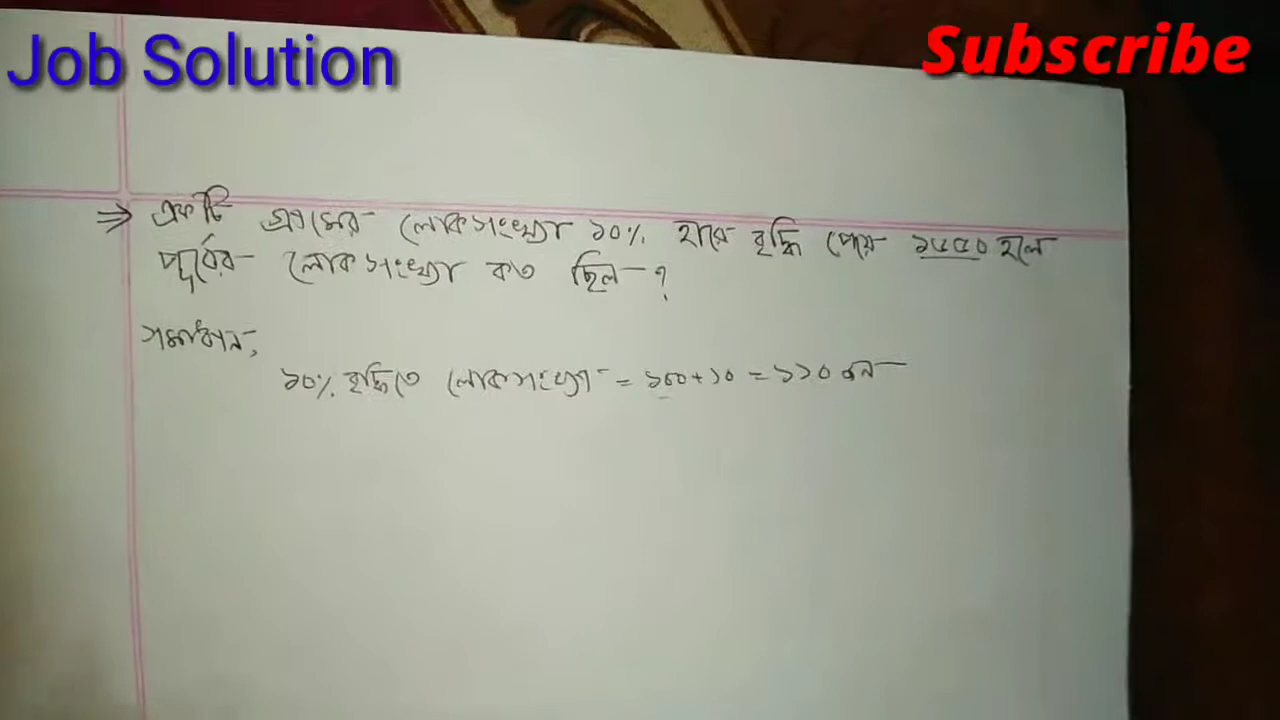 Job Solution
Subscribe
⇒ একটি গ্রামের লোকসংখ্যা ১০% হারে বৃদ্ধি পেয়ে ১৫৫০ হলে
পূর্বের লোকসংখ্যা কত ছিল ?
সমাধান,
১০% বৃদ্ধিতে লোকসংখ্যা = ১০০+১০ = ১১০ জন